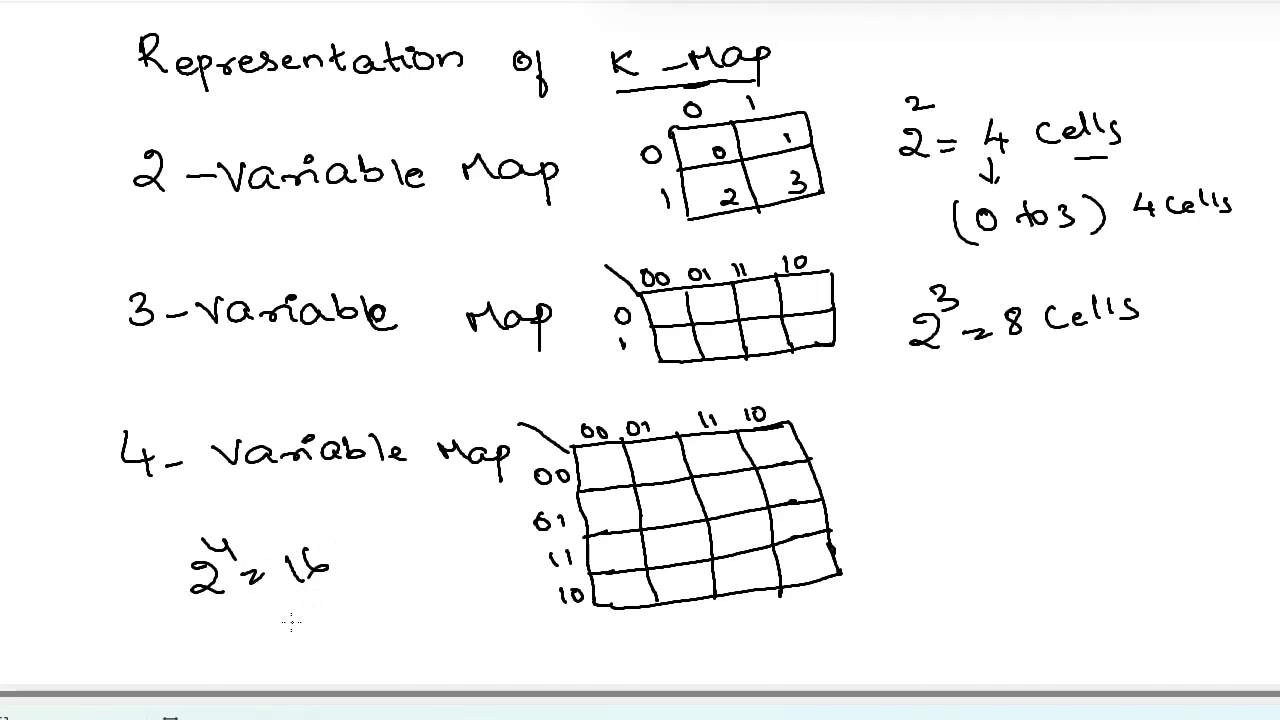 Representation of K-Map
0 1
2-Variable Map 0 0 1 2² = 4 Cells
1 2 3
(0 to 3) 4 Cells
00 01 11 10
3-Variable Map 0 2³ = 8 Cells
1
00 01 11 10
4- Variable Map 00
01
2⁴ = 16 11
10